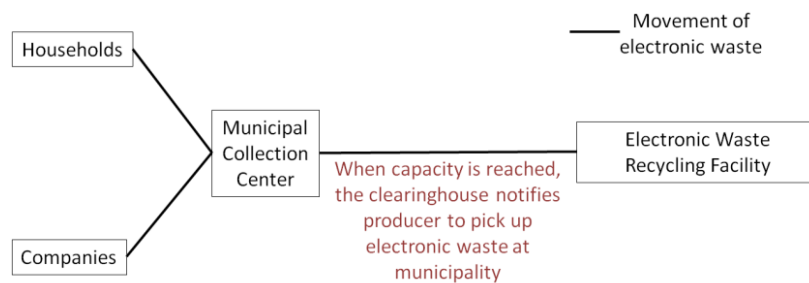 Movement of
electronic waste
Households
Municipal
Collection
Center
Electronic Waste
Recycling Facility
When capacity is reached,
the clearinghouse notifies
producer to pick up
electronic waste at
municipality
Companies